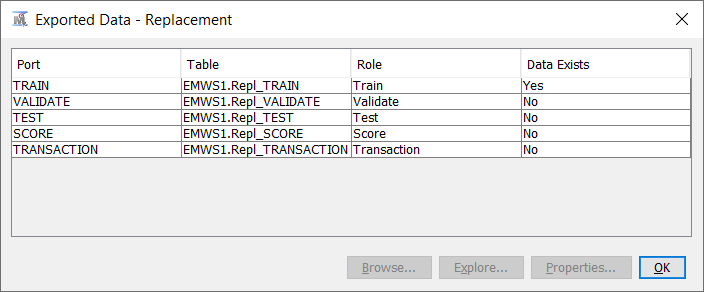 Exported Data - Replacement
Port Table Role Data Exists
TRAIN EMWS1.Repl_TRAIN Train Yes
VALIDATE EMWS1.Repl_VALIDATE Validate No
TEST EMWS1.Repl_TEST Test No
SCORE EMWS1.Repl_SCORE Score No
TRANSACTION EMWS1.Repl_TRANSACTION Transaction No
Browse... Explore... Properties... OK